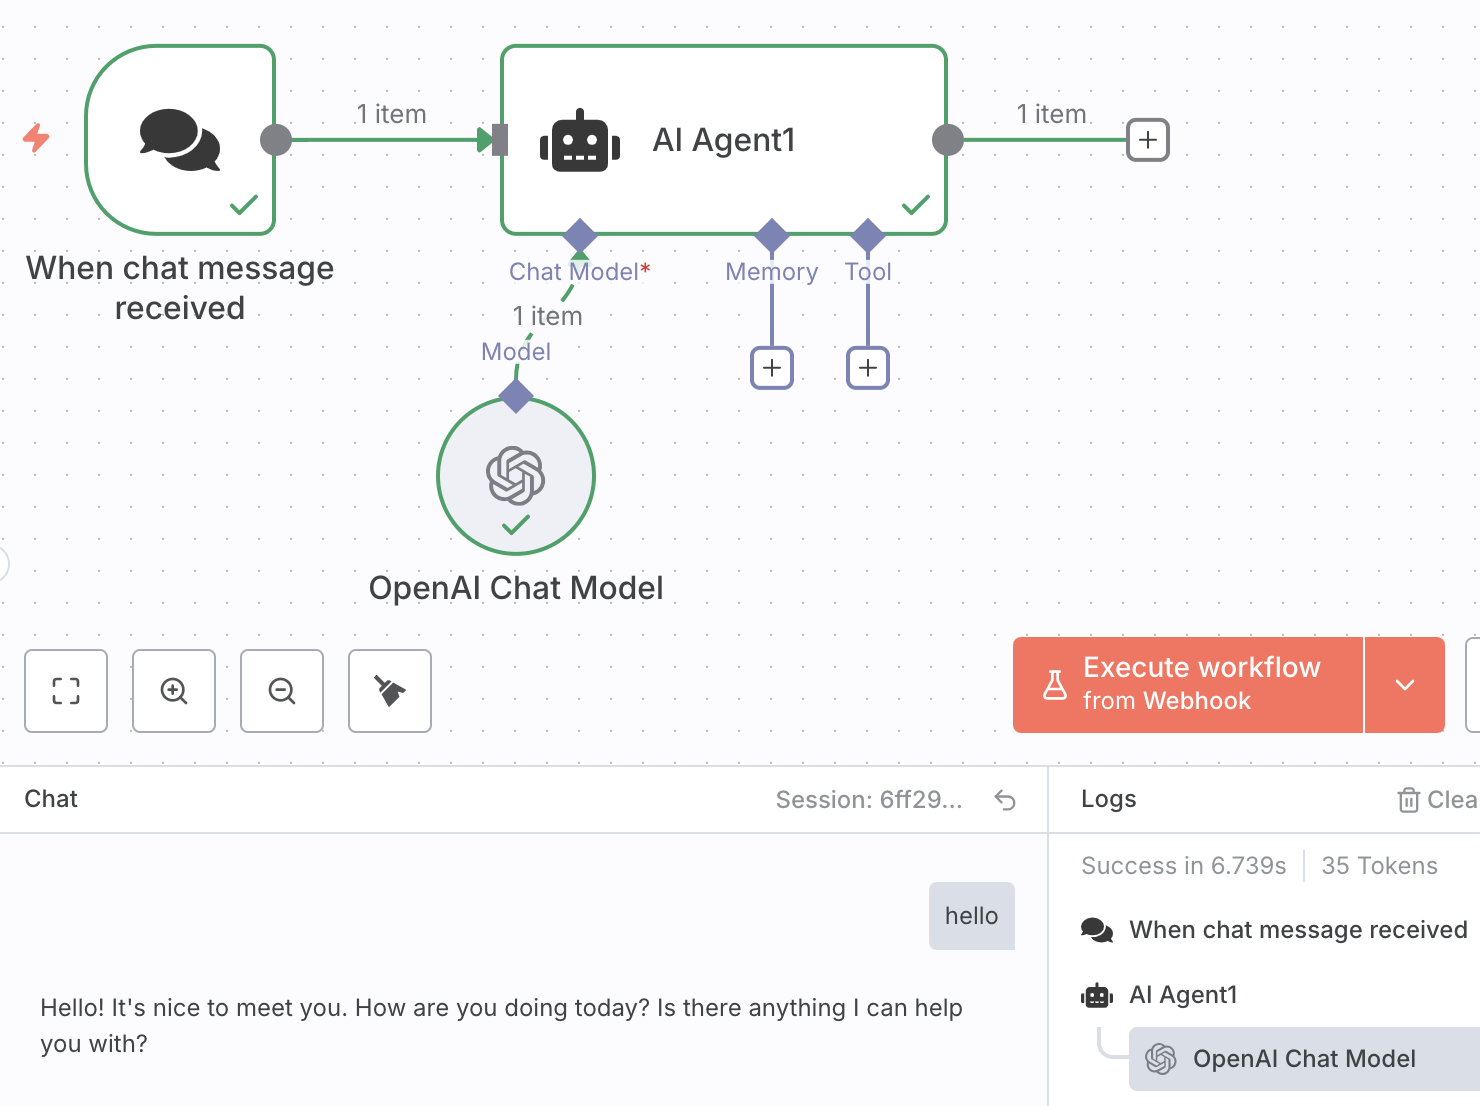 1 item
1 item
AI Agent1
When chat message
received
Chat Model*
Memory
Tool
1 item
Model
OpenAI Chat Model
Execute workflow
from Webhook
Chat
Session: 6ff29...
Logs
Clea
Success in 6.739s
35 Tokens
hello
When chat message received
AI Agent1
Hello! It's nice to meet you. How are you doing today? Is there anything I can help
you with?
OpenAI Chat Model